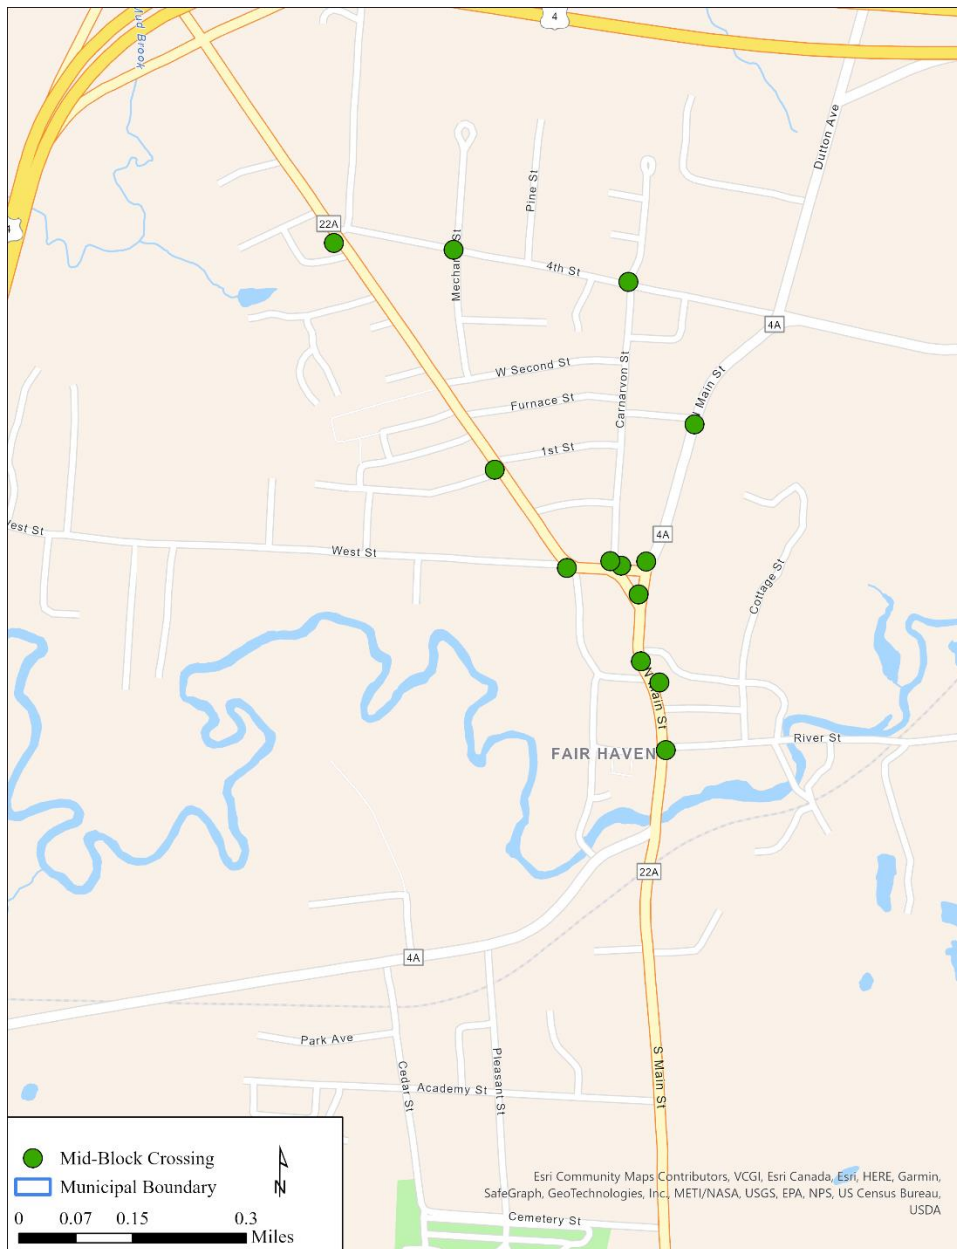 4
Mud Brook
Dutton Ave
Pine St
22A
4
Mechanic St
4th St
4A
W Second St
N Main St
Furnace St
Carnarvon St
1st St
West St
4A
West St
Cottage St
N Main St
River St
FAIR HAVEN
22A
4A
Park Ave
S Main St
Pleasant St
Cedar St
Academy St
Cemetery St
Mid-Block Crossing
N
Municipal Boundary
0 0.07 0.15 0.3
Miles
Esri Community Maps Contributors, VCGI, Esri Canada, Esri, HERE, Garmin,
SafeGraph, GeoTechnologies, Inc, METI/NASA, USGS, EPA, NPS, US Census Bureau,
USDA